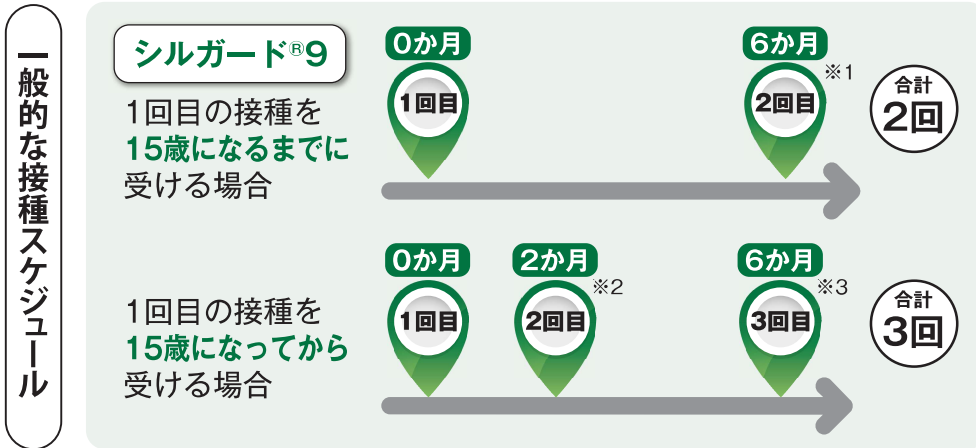 一般的な接種スケジュール
シルガード®9
1回目の接種を
15歳になるまでに
受ける場合
0か月
1回目
6か月
※1
2回目
合計
2回
1回目の接種を
15歳になってから
受ける場合
0か月
1回目
2か月
※2
2回目
6か月
※3
3回目
合計
3回